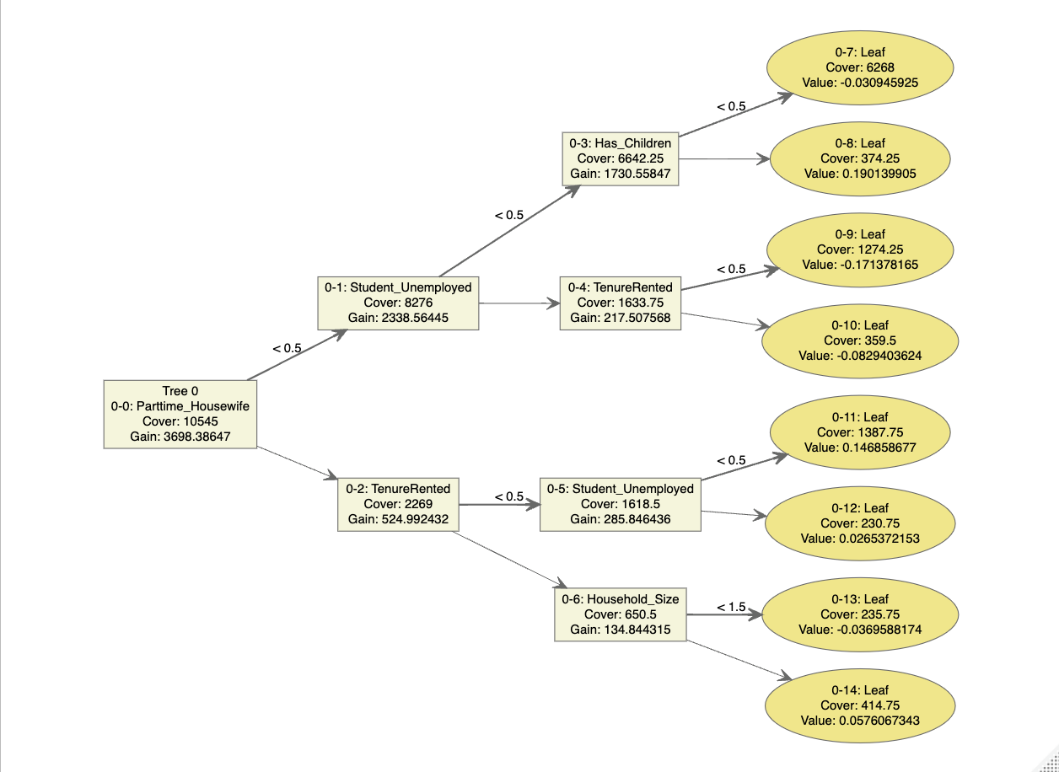 0-7: Leaf
Cover: 6268
Value: -0.030945925
< 0.5
0-3: Has_Children
Cover: 6642.25
Gain: 1730.55847
0-8: Leaf
Cover: 374.25
Value: 0.190139905
< 0.5
0-9: Leaf
Cover: 1274.25
Value: -0.171378165
< 0.5
0-1: Student_Unemployed
Cover: 8276
Gain: 2338.56445
0-4: TenureRented
Cover: 1633.75
Gain: 217.507568
0-10: Leaf
Cover: 359.5
Value: -0.0829403624
< 0.5
Tree 0
0-0: Parttime_Housewife
Cover: 10545
Gain: 3698.38647
0-11: Leaf
Cover: 1387.75
Value: 0.146858677
< 0.5
0-2: TenureRented
Cover: 2269
Gain: 524.992432
< 0.5
0-5: Student_Unemployed
Cover: 1618.5
Gain: 285.846436
0-12: Leaf
Cover: 230.75
Value: 0.0265372153
0-6: Household_Size
Cover: 650.5
Gain: 134.844315
< 1.5
0-13: Leaf
Cover: 235.75
Value: -0.0369588174
0-14: Leaf
Cover: 414.75
Value: 0.0576067343